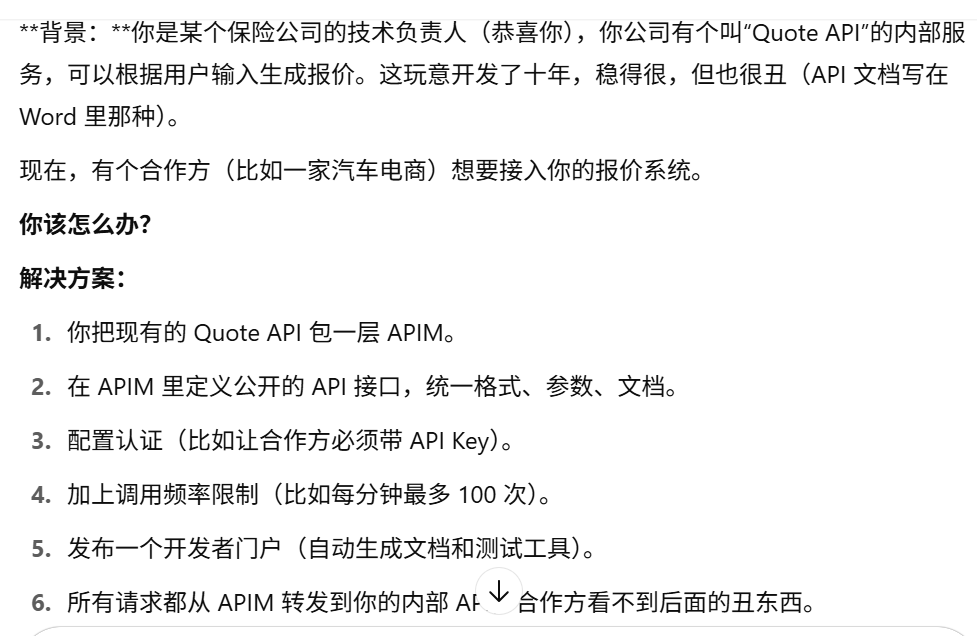 **背景：**你是某个保险公司的技术负责人（恭喜你），你公司有个叫“Quote API”的内部服
务，可以根据用户输入生成报价。这玩意开发了十年，稳得很，但也很丑（API 文档写在
Word 里那种）。
现在，有个合作方（比如一家汽车电商）想要接入你的报价系统。
你该怎么办？
解决方案：
1. 你把现有的 Quote API 包一层 APIM。
2. 在 APIM 里定义公开的 API 接口，统一格式、参数、文档。
3. 配置认证（比如让合作方必须带 API Key）。
4. 加上调用频率限制（比如每分钟最多 100 次）。
5. 发布一个开发者门户（自动生成文档和测试工具）。
6. 所有请求都从 APIM 转发到你的内部 合作方看不到后面的丑东西。